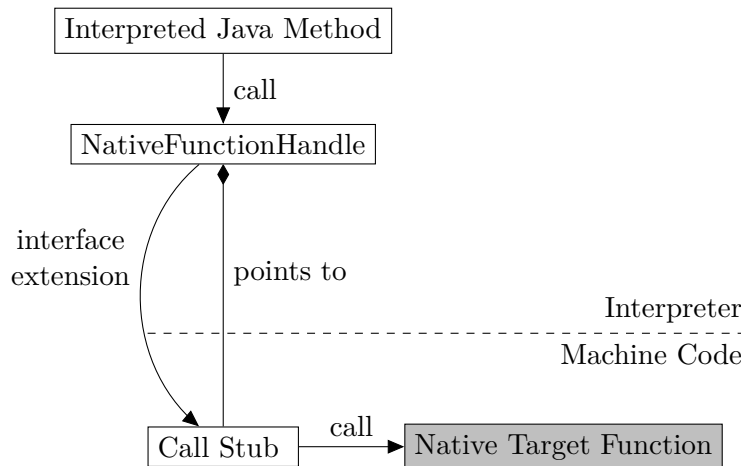 Interpreted Java Method
call
NativeFunctionHandle
interface
extension
points to
Interpreter
Machine Code
Call Stub
call
Native Target Function